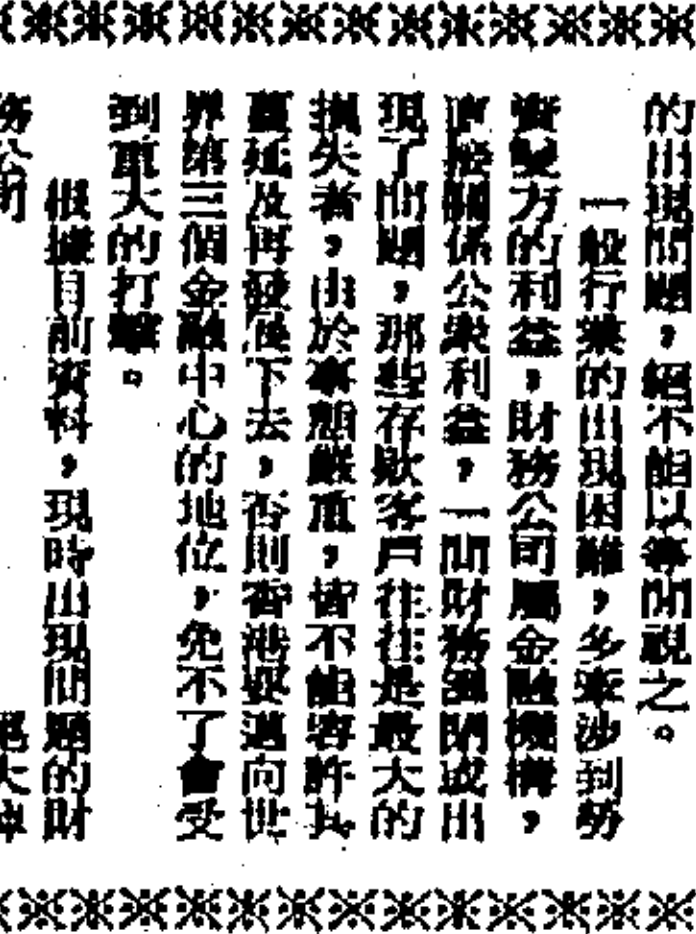 的出現問題，絕不能以等閒視之。
一般行業的出現困難，多牽涉到勞
資雙方的利益，財務公司屬金融機構，
直接關係公衆利益，一間財務倒閉或出
現了問題，那些存款客戶往往是最大的
損失者，由於事態嚴重，皆不能容許其
蔓延及再發展下去，否則香港要邁向世
界第三個金融中心的地位，免不了會受
到重大的打擊。
根據目前資料，現時出現問題的財
務公司